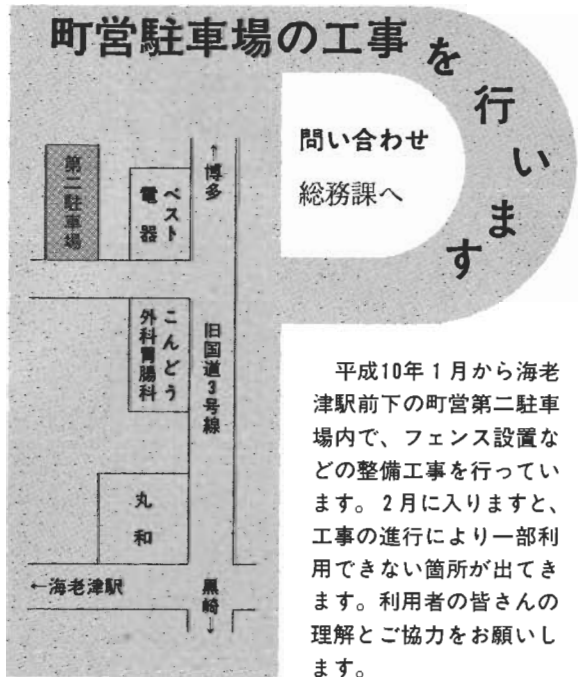 町営駐車場の工事を行います
問い合わせ
総務課へ
↑博多
第二駐車場
ベスト
電器
こんどう
外科胃腸科
旧国道3号線
丸和
←海老津駅
黒崎↓
平成10年1月から海老
津駅前下の町営第二駐車
場内で、フェンス設置な
どの整備工事を行ってい
ます。2月に入りますと、
工事の進行により一部利
用できない箇所が出てき
ます。利用者の皆さんの
理解とご協力をお願いし
ます。